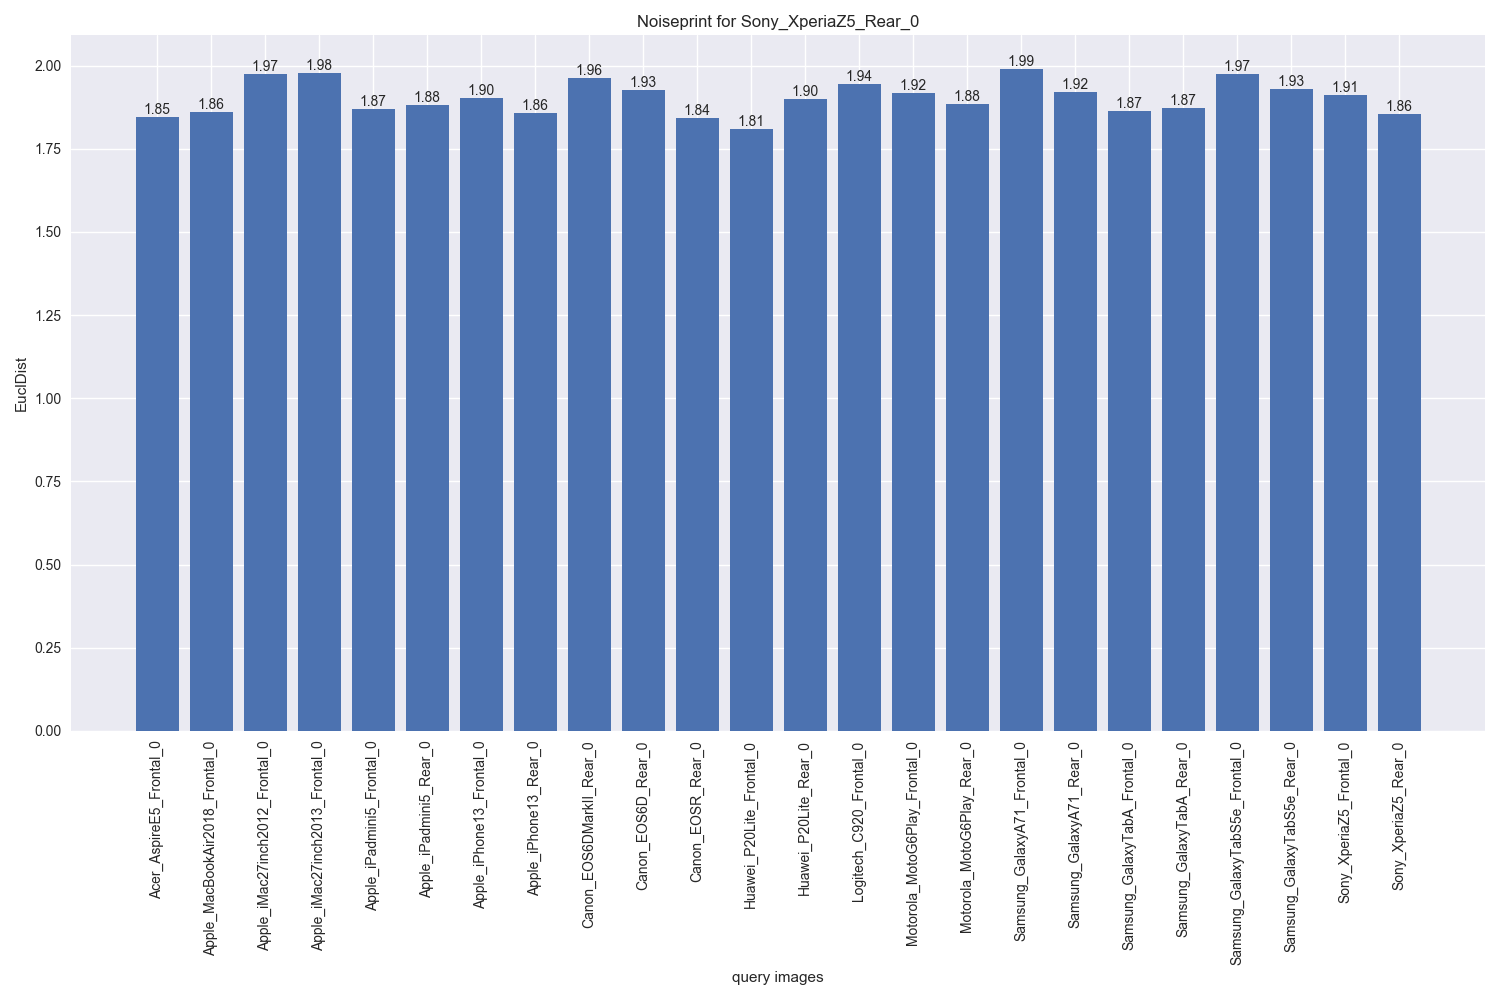 Noiseprint for Sony_XperiaZ5_Rear_0
EuclDist
2.00
1.75
1.50
1.25
1.00
0.75
0.50
0.25
0.00
1.85
1.86
1.97
1.98
1.87
1.88
1.90
1.86
1.96
1.93
1.84
1.81
1.90
1.94
1.92
1.88
1.99
1.92
1.87
1.87
1.97
1.93
1.91
1.86
Acer_AspireE5_Frontal_0
Apple_MacBookAir2018_Frontal_0
Apple_iMac27inch2012_Frontal_0
Apple_iMac27inch2013_Frontal_0
Apple_iPadmini5_Frontal_0
Apple_iPadmini5_Rear_0
Apple_iPhone13_Frontal_0
Apple_iPhone13_Rear_0
Canon_EOS6DMarkII_Rear_0
Canon_EOS6D_Rear_0
Canon_EOSR_Rear_0
Huawei_P20Lite_Frontal_0
Huawei_P20Lite_Rear_0
Logitech_C920_Frontal_0
Motorola_MotoG6Play_Frontal_0
Motorola_MotoG6Play_Rear_0
Samsung_GalaxyA71_Frontal_0
Samsung_GalaxyA71_Rear_0
Samsung_GalaxyTabA_Frontal_0
Samsung_GalaxyTabA_Rear_0
Samsung_GalaxyTabS5e_Frontal_0
Samsung_GalaxyTabS5e_Rear_0
Sony_XperiaZ5_Frontal_0
Sony_XperiaZ5_Rear_0
query images